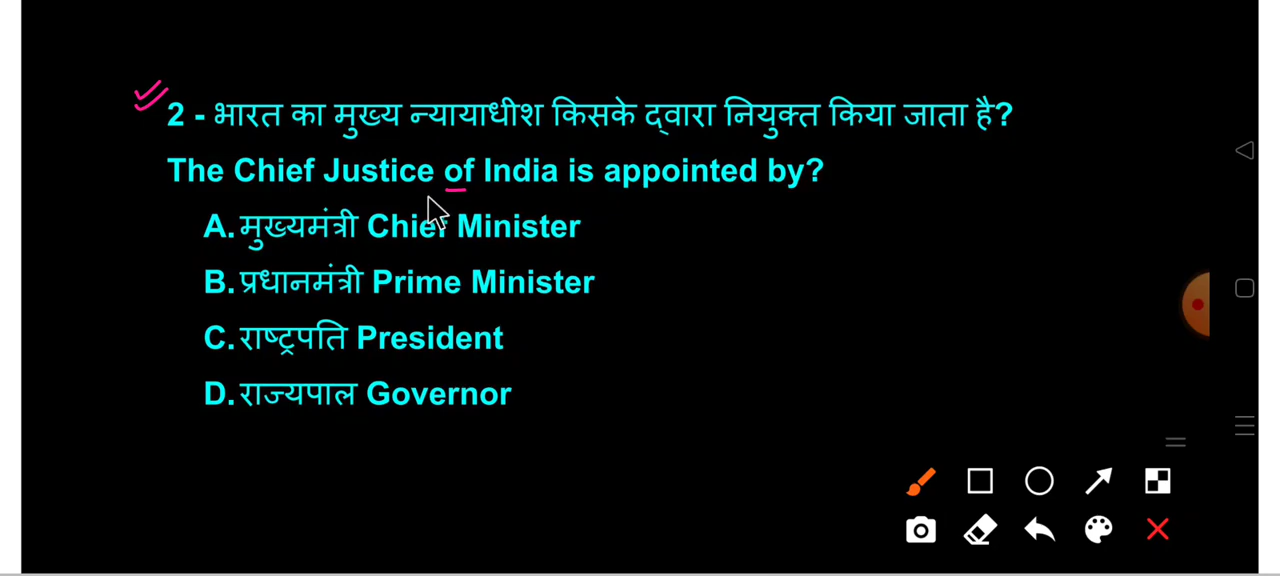 2 - भारत का मुख्य न्यायाधीश किसके द्वारा नियुक्त किया जाता है?
The Chief Justice of India is appointed by?
A. मुख्यमंत्री Chief Minister
B. प्रधानमंत्री Prime Minister
C. राष्ट्रपति President
D. राज्यपाल Governor